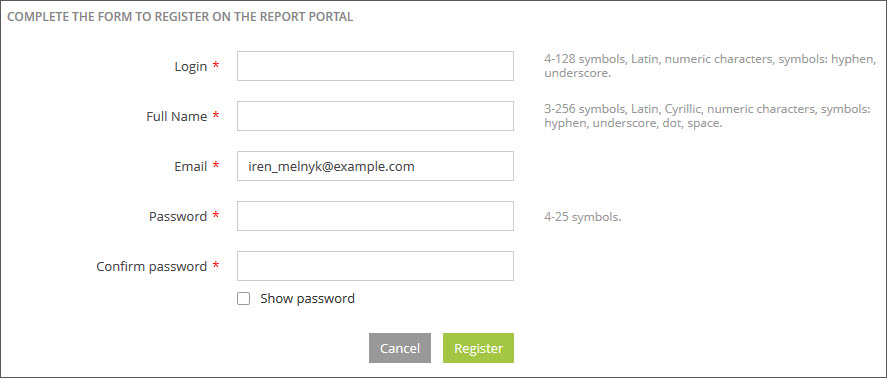 COMPLETE THE FORM TO REGISTER ON THE REPORT PORTAL
Login *
4-128 symbols, Latin, numeric characters, symbols: hyphen,
underscore.
Full Name *
3-256 symbols, Latin, Cyrillic, numeric characters, symbols:
hyphen, underscore, dot, space.
Email *
iren_melnyk@example.com
Password *
4-25 symbols.
Confirm password *
Show password
Cancel
Register